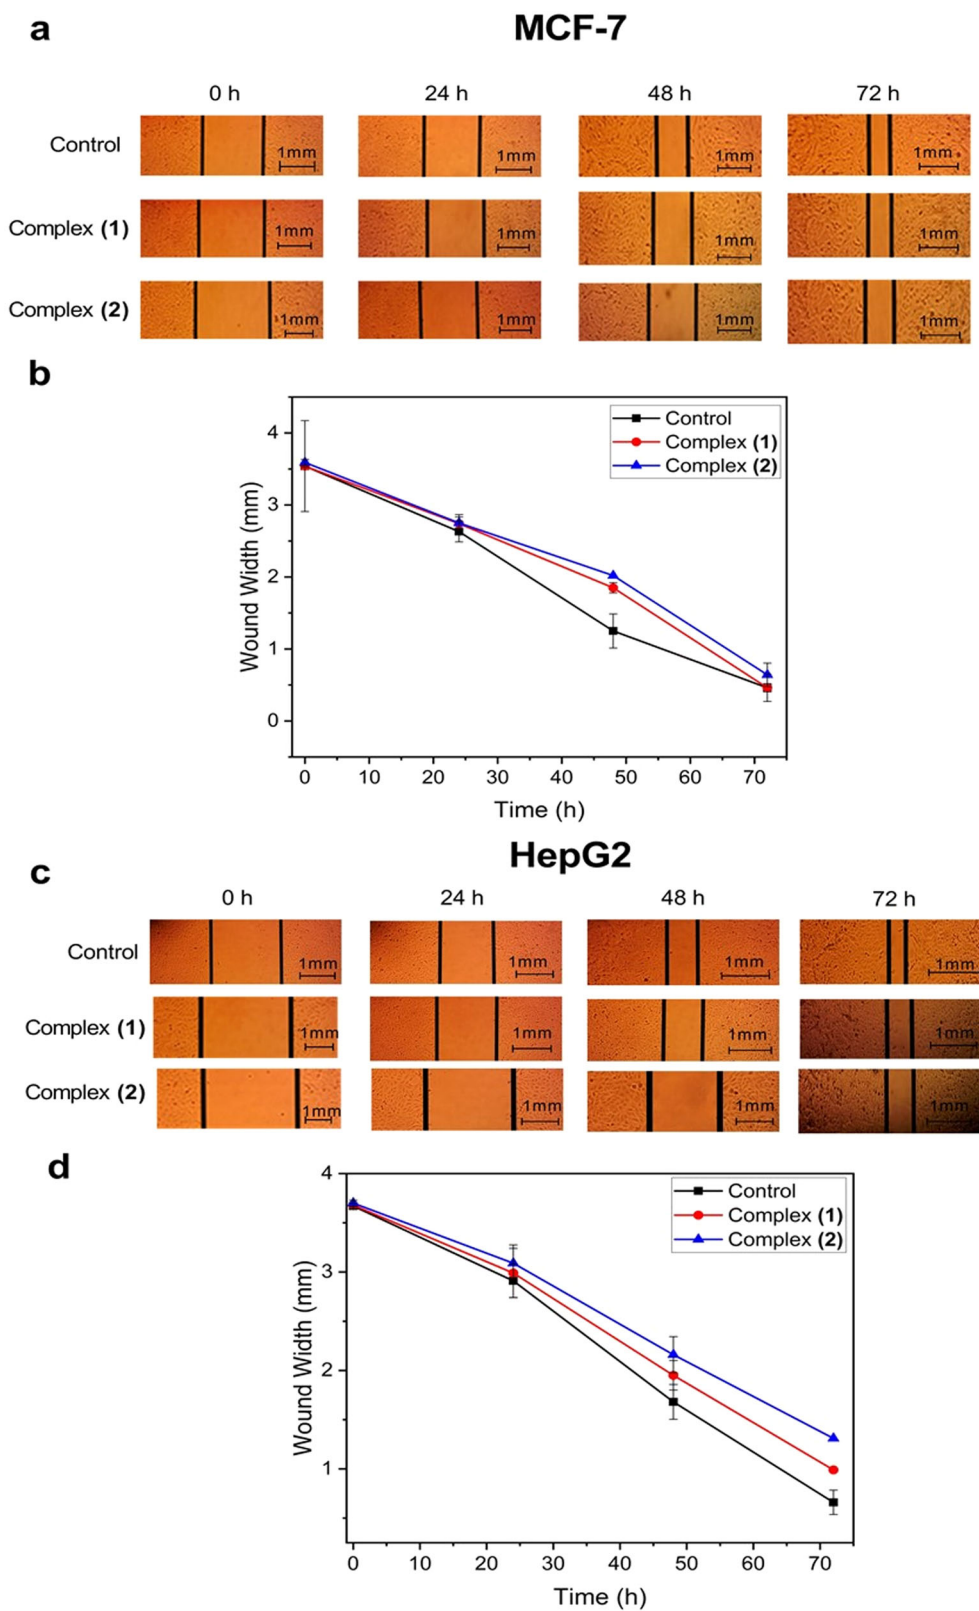 a
MCF-7
0 h 24 h 48 h 72 h
Control 1mm 1mm 1mm 1mm
Complex (1) 1mm 1mm 1mm 1mm
Complex (2) 1mm 1mm 1mm 1mm
b
Control
Complex (1)
Complex (2)
Wound Width (mm)
4
3
2
1
0
0 10 20 30 40 50 60 70
Time (h)
HepG2
c
0 h 24 h 48 h 72 h
Control 1mm 1mm 1mm 1mm
Complex (1) 1mm 1mm 1mm 1mm
Complex (2) 1mm 1mm 1mm 1mm
d
Control
Complex (1)
Complex (2)
Wound Width (mm)
4
3
2
1
0 10 20 30 40 50 60 70
Time (h)